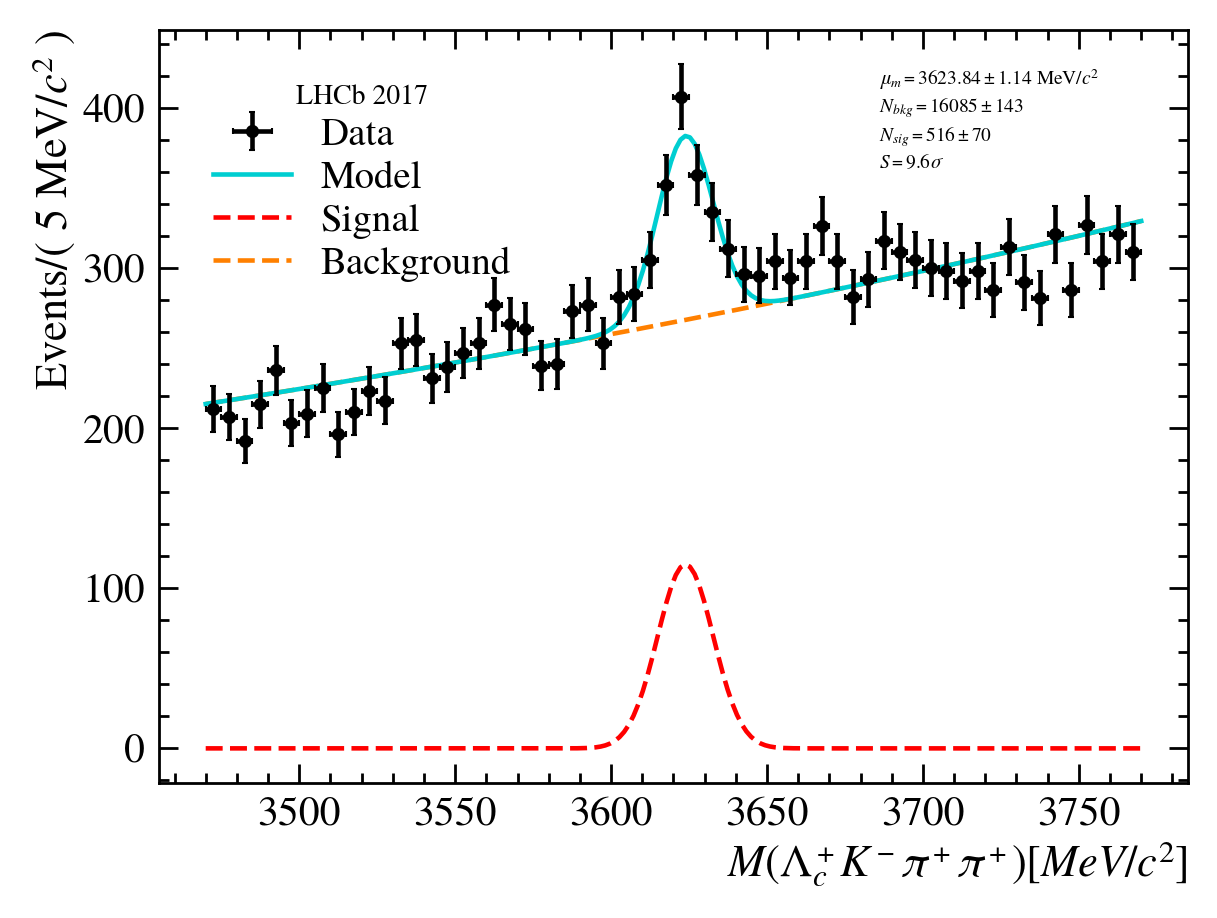 Events/( 5 MeV/c²)
400
300
200
100
0
LHCb 2017
Data
Model
Signal
Background
μₘ = 3623.84 ± 1.14 MeV/c²
N_bkg = 16085 ± 143
N_sig = 516 ± 70
S = 9.6σ
3500 3550 3600 3650 3700 3750
M(Λ_c⁺K⁻π⁺π⁺)[MeV/c²]